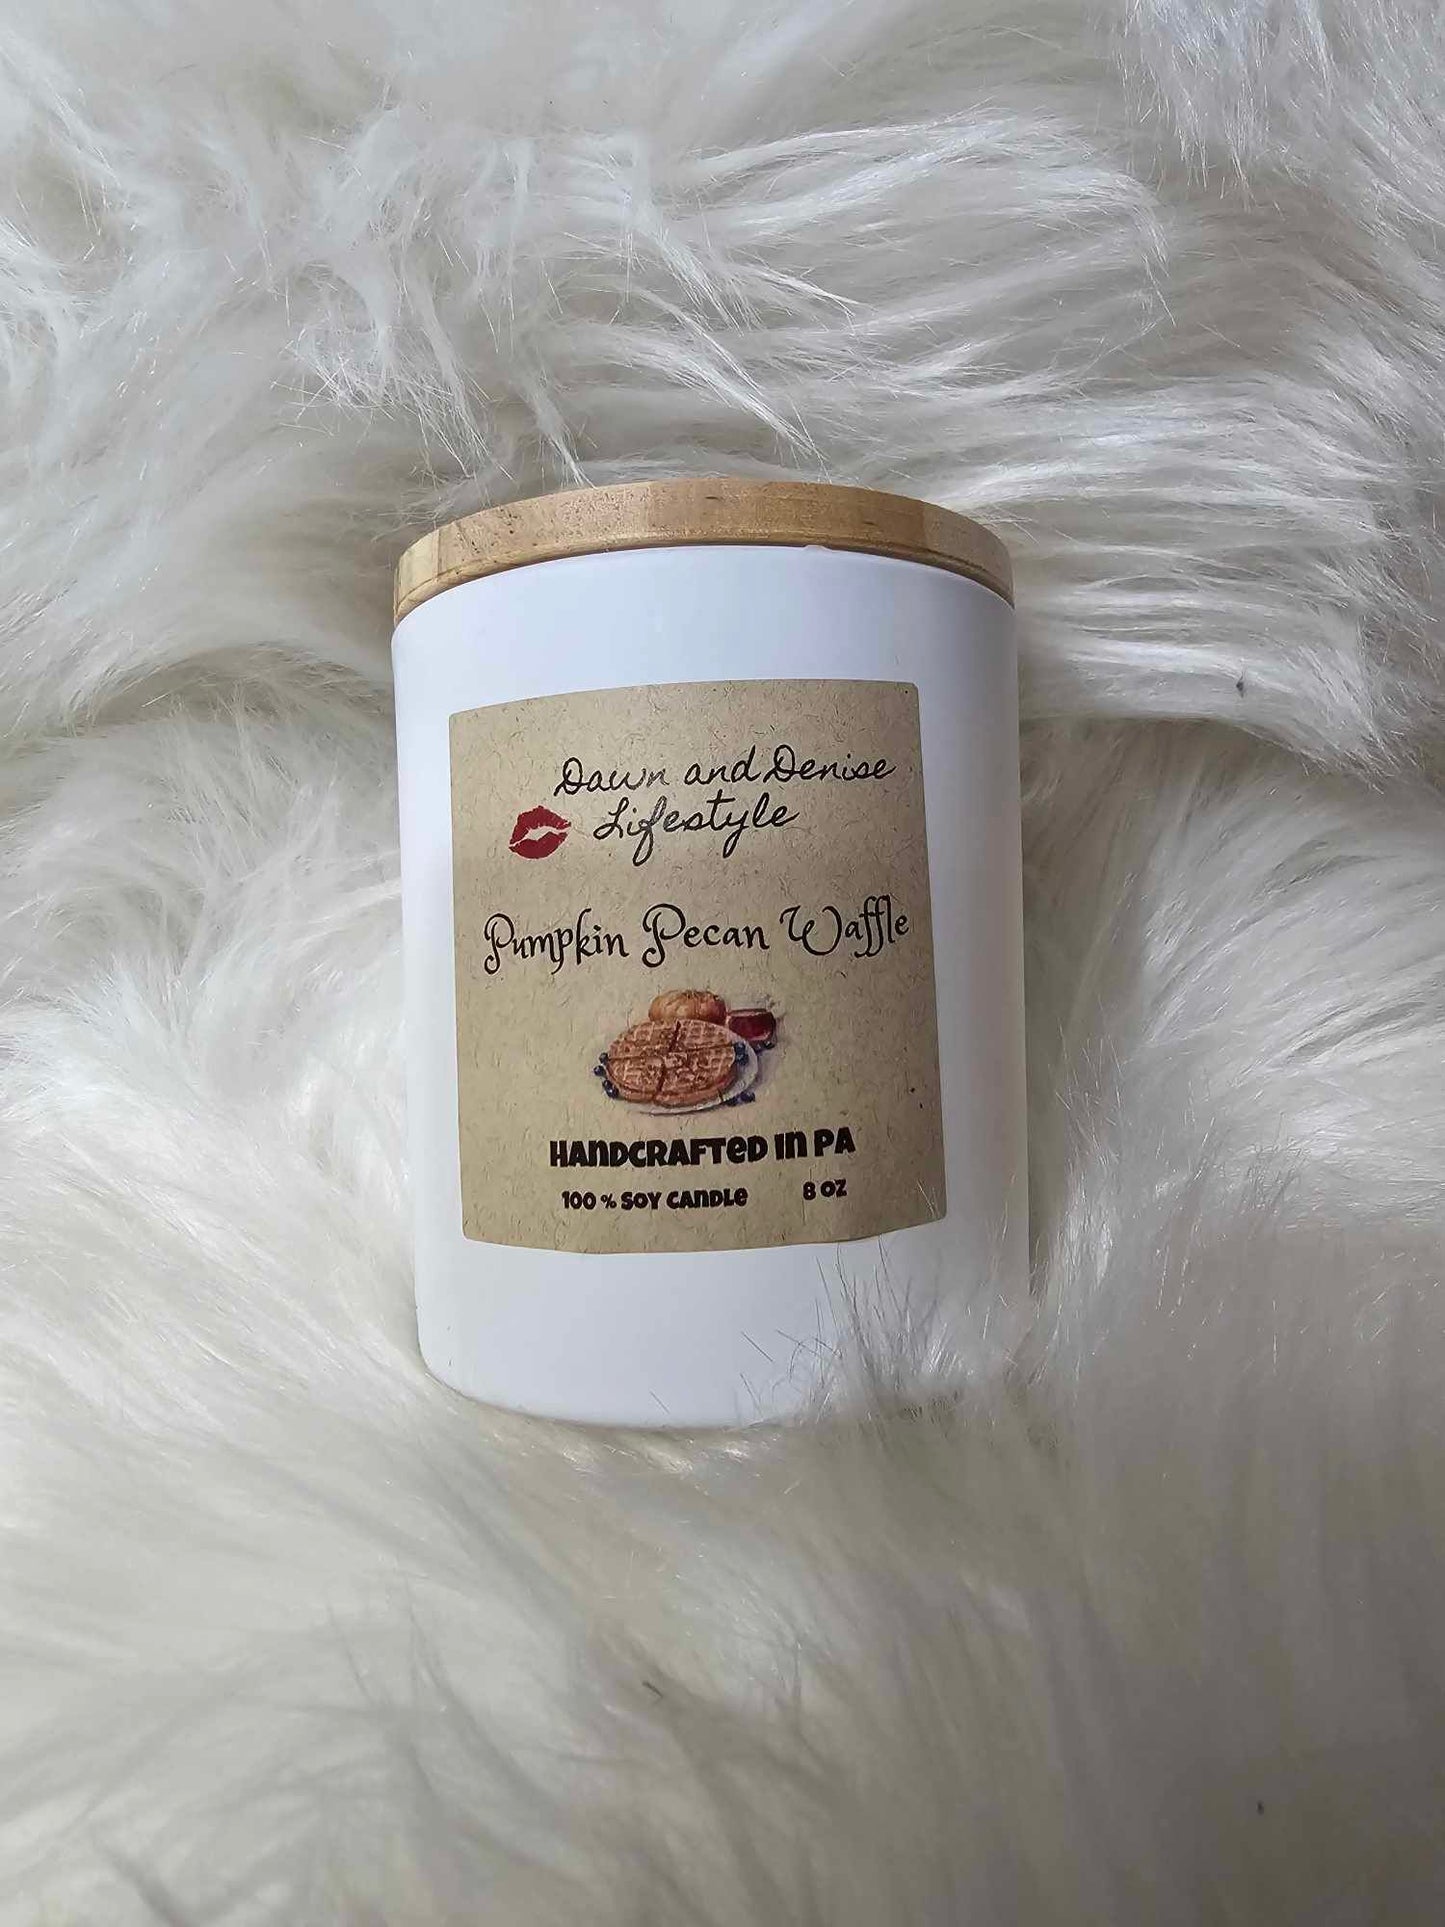 Dawn and Denise
Lifestyle
Pumpkin Pecan Waffle
HANDCRAFTED IN PA
100 % SOY CANDLE 8 OZ